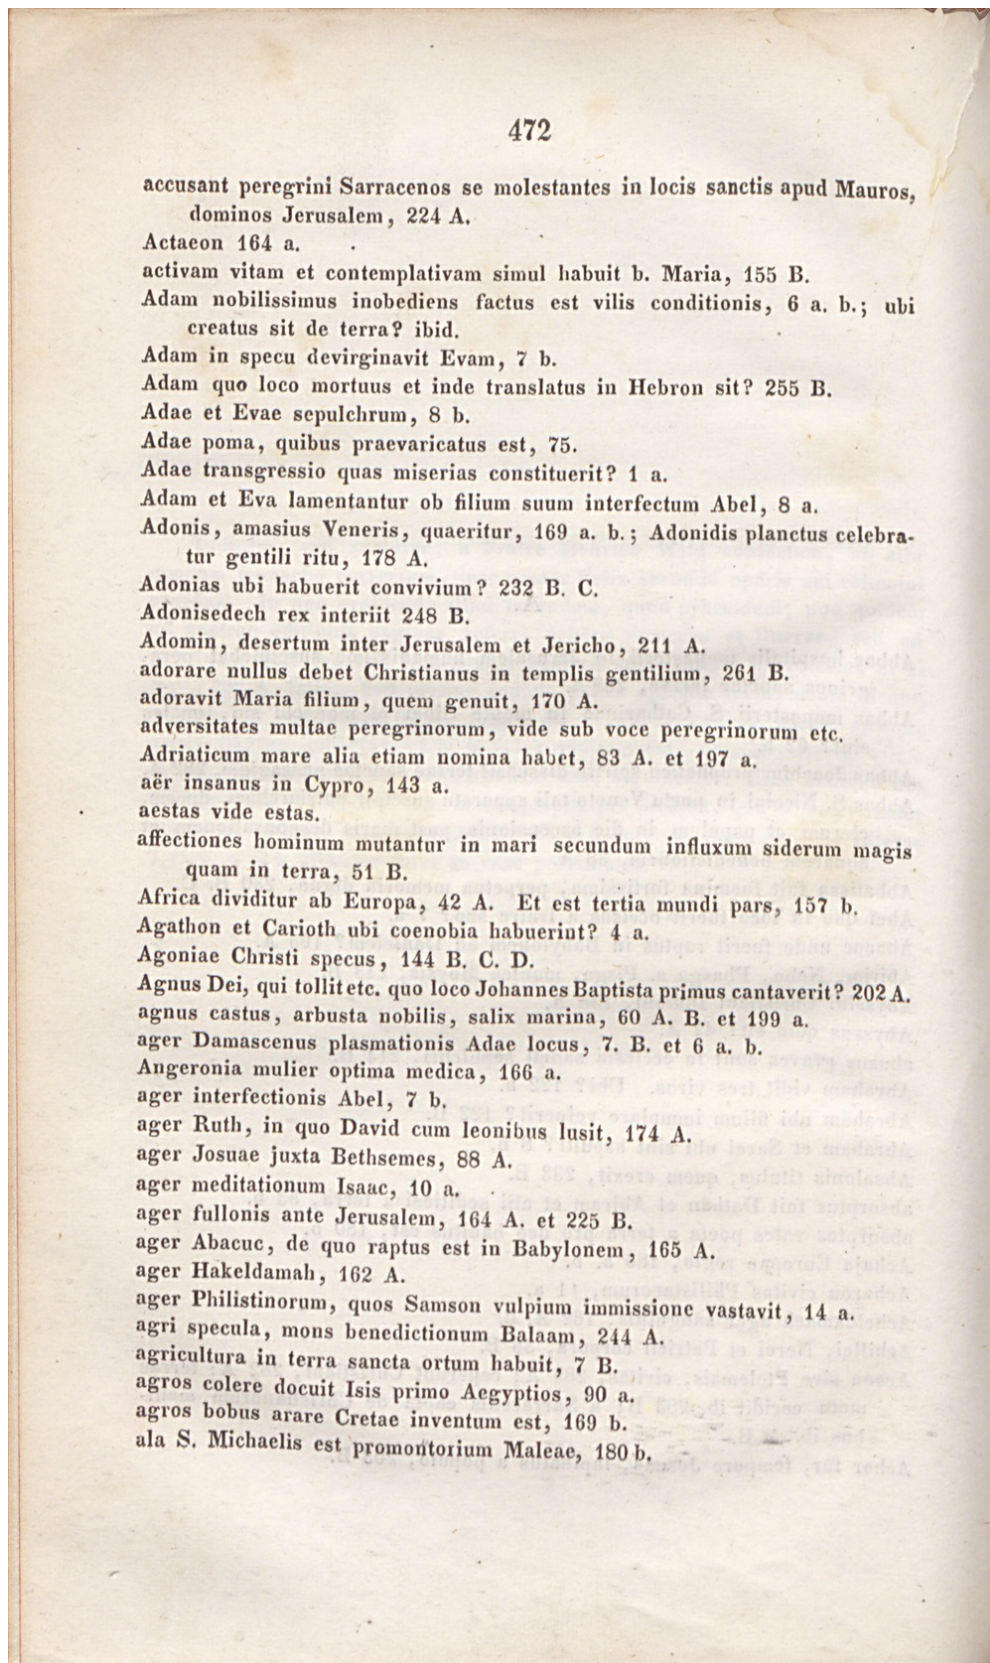 472
accusant peregrini Sarracenos se molestantes in locis sanctis apud Mauros,
dominos Jerusalem, 224 A.
Actaeon 164 a.
activam vitam et contemplativam simul habuit b. Maria, 155 B.
Adam nobilissimus inobediens factus est vilis conditionis, 6 a. b.; ubi
creatus sit de terra? ibid.
Adam in specu devirginavit Evam, 7 b.
Adam quo loco mortuus et inde translatus in Hebron sit? 255 B.
Adae et Evae sepulchrum, 8 b.
Adae poma, quibus praevaricatus est, 75.
Adae transgressio quas miserias constituerit? 1 a.
Adam et Eva lamentantur ob filium suum interfectum Abel, 8 a.
Adonis, amasius Veneris, quaeritur, 169 a. b.; Adonidis planctus celebra-
tur gentili ritu, 178 A.
Adonias ubi habuerit convivium? 232 B. C.
Adonisedech rex interiit 248 B.
Adomin, desertum inter Jerusalem et Jericho, 211 A.
adorare nullus debet Christianus in templis gentilium, 261 B.
adoravit Maria filium, quem genuit, 170 A.
adversitates multae peregrinorum, vide sub voce peregrinorum etc.
Adriaticum mare alia etiam nomina habet, 83 A. et 197 a.
aër insanus in Cypro, 143 a.
aestas vide estas.
affectiones hominum mutantur in mari secundum influxum siderum magis
quam in terra, 51 B.
Africa dividitur ab Europa, 42 A. Et est tertia mundi pars, 157 b.
Agathon et Carioth ubi coenobia habuerint? 4 a.
Agoniae Christi specus, 144 B. C. D.
Agnus Dei, qui tollit etc. quo loco Johannes Baptista primus cantaverit? 202 A.
agnus castus, arbusta nobilis, salix marina, 60 A. B. et 199 a.
ager Damascenus plasmationis Adae locus, 7. B. et 6 a. b.
Angeronia mulier optima medica, 166 a.
ager interfectionis Abel, 7 b.
ager Ruth, in quo David cum leonibus lusit, 174 A.
ager Josuae juxta Bethsemes, 88 A.
ager meditationum Isaac, 10 a.
ager fullonis ante Jerusalem, 164 A. et 225 B.
ager Abacuc, de quo raptus est in Babylonem, 165 A.
ager Hakeldamah, 162 A.
ager Philistinorum, quos Samson vulpium immissione vastavit, 14 a.
agri specula, mons benedictionum Balaam, 244 A.
agricultura in terra sancta ortum habuit, 7 B.
agros colere docuit Isis primo Aegyptios, 90 a.
agros bobus arare Cretae inventum est, 169 b.
ala S. Michaelis est promontorium Maleae, 180 b.